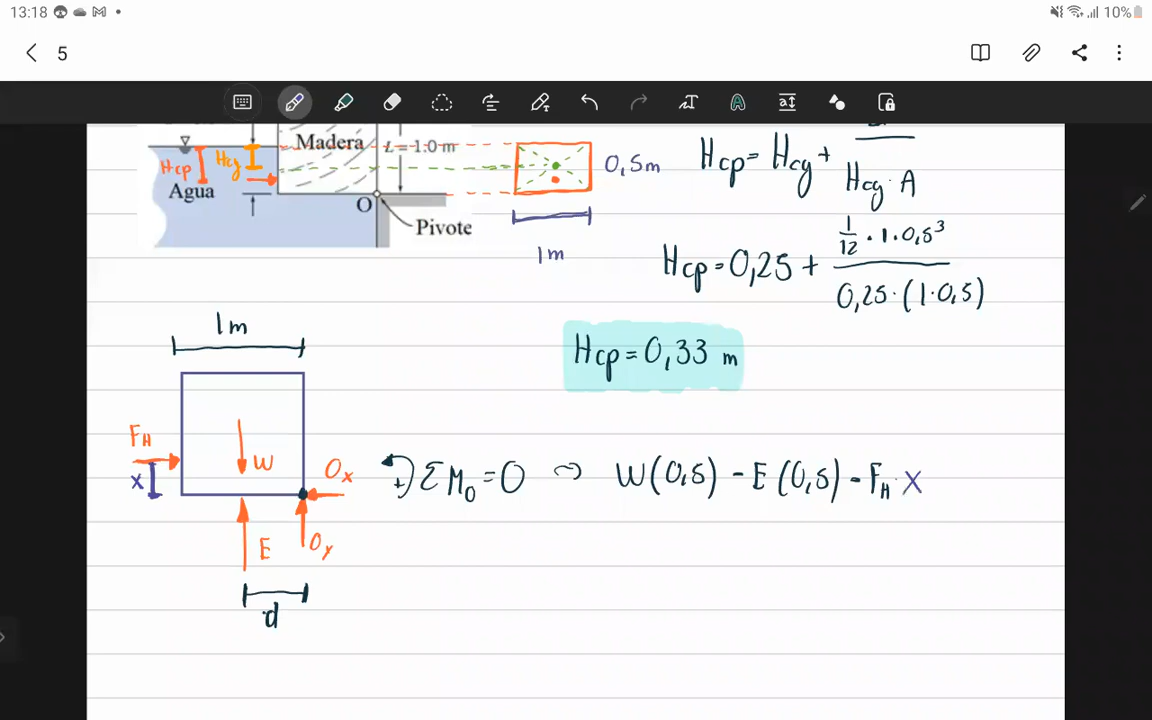 13:18
10%
5
Madera
L = 1.0 m
Hcp
Hcg
Agua
O
Pivote
0,5m
1m
Hcp = Hcg +
Hcg · A
Hcp = 0,25 + 1/12 · 1 · 0,5³
0,25 · (1 · 0,5)
Hcp = 0,33 m
1m
FH
W
X
Ox
E
Oy
d
+ ΣMo = 0 ⇔ W(0,5) - E(0,5) - FH · X